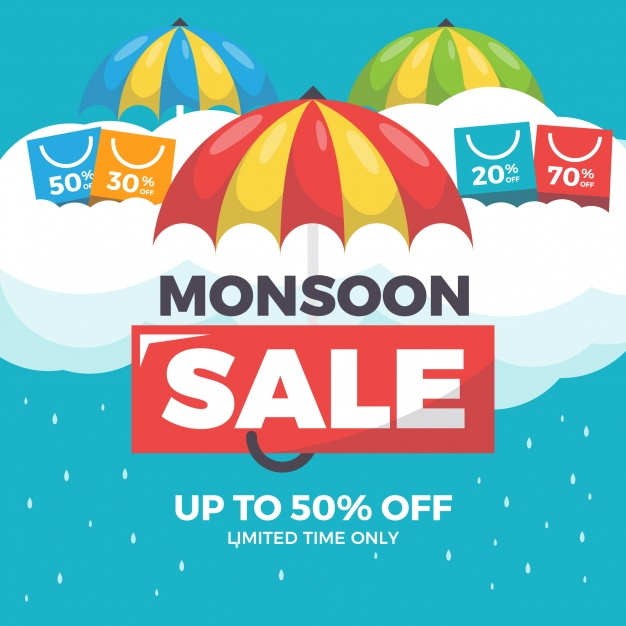 50% OFF
30% OFF
20% OFF
70% OFF
MONSOON
SALE
UP TO 50% OFF
LIMITED TIME ONLY